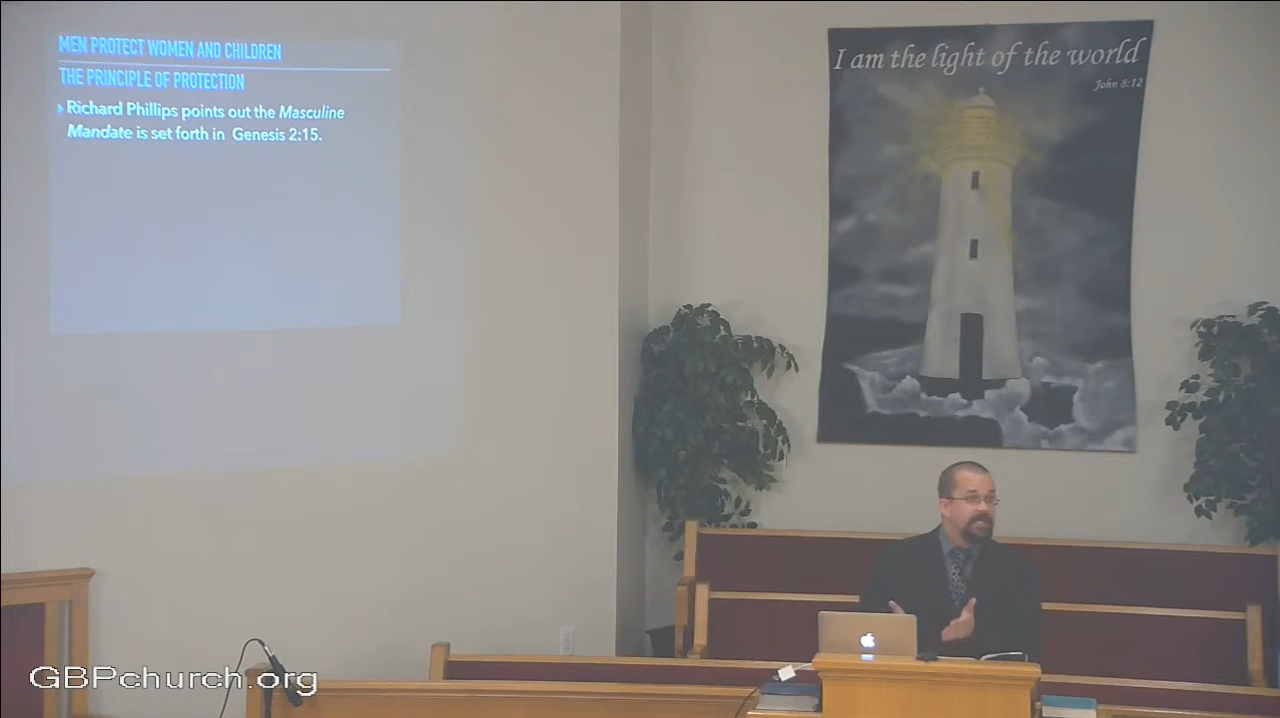 MEN PROTECT WOMEN AND CHILDREN
THE PRINCIPLE OF PROTECTION
Richard Phillips points out the Masculine
Mandate is set forth in Genesis 2:15.
I am the light of the world
John 8:12
GBPchurch.org